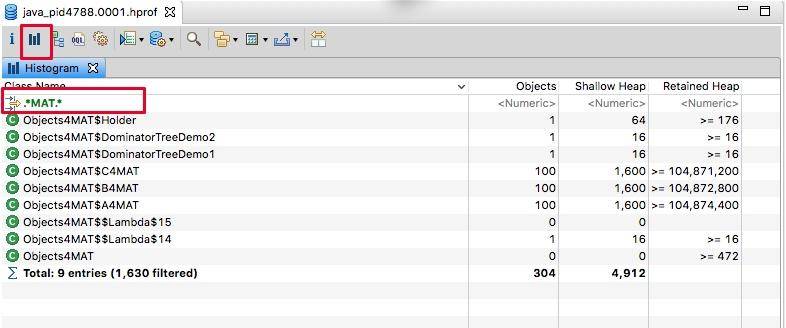 java_pid4788.0001.hprof
i OQL
Histogram
Class Name Objects Shallow Heap Retained Heap
.*MAT.* <Numeric> <Numeric> <Numeric>
C Objects4MAT$Holder 1 64 >= 176
C Objects4MAT$DominatorTreeDemo2 1 16 >= 16
C Objects4MAT$DominatorTreeDemo1 1 16 >= 16
C Objects4MAT$C4MAT 100 1,600 >= 104,871,200
C Objects4MAT$B4MAT 100 1,600 >= 104,872,800
C Objects4MAT$A4MAT 100 1,600 >= 104,874,400
C Objects4MAT$$Lambda$15 0 0
C Objects4MAT$$Lambda$14 1 16 >= 16
C Objects4MAT 0 0 >= 472
Σ Total: 9 entries (1,630 filtered) 304 4,912